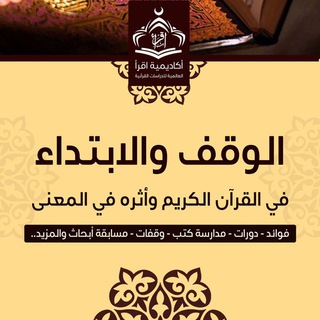 أكاديمية اقرأ
العالمية للدراسات القرآنية
الوقف والابتداء
في القرآن الكريم وأثره في المعنى
فوائد - دورات - مدارسة كتب - وقفات - مسابقة أبحاث والمزيد..